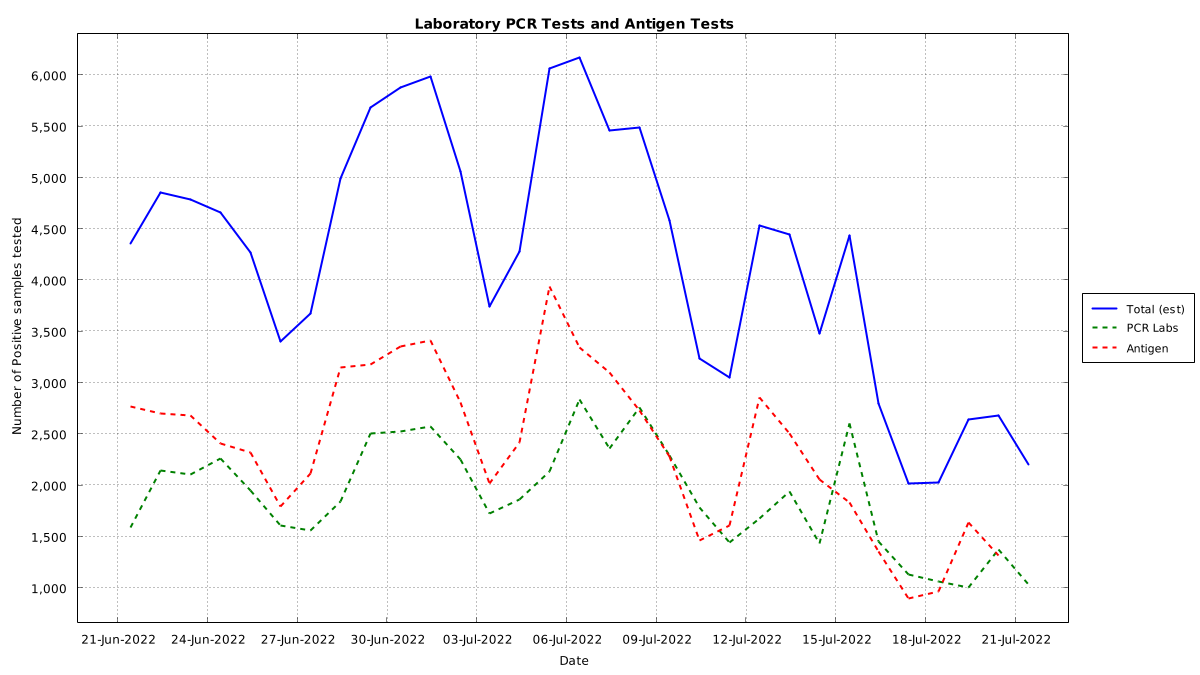 Laboratory PCR Tests and Antigen Tests
Number of Positive samples tested
6,000
5,500
5,000
4,500
4,000
3,500
3,000
2,500
2,000
1,500
1,000
21-Jun-2022 24-Jun-2022 27-Jun-2022 30-Jun-2022 03-Jul-2022 06-Jul-2022 09-Jul-2022 12-Jul-2022 15-Jul-2022 18-Jul-2022 21-Jul-2022
Date
Total (est)
PCR Labs
Antigen